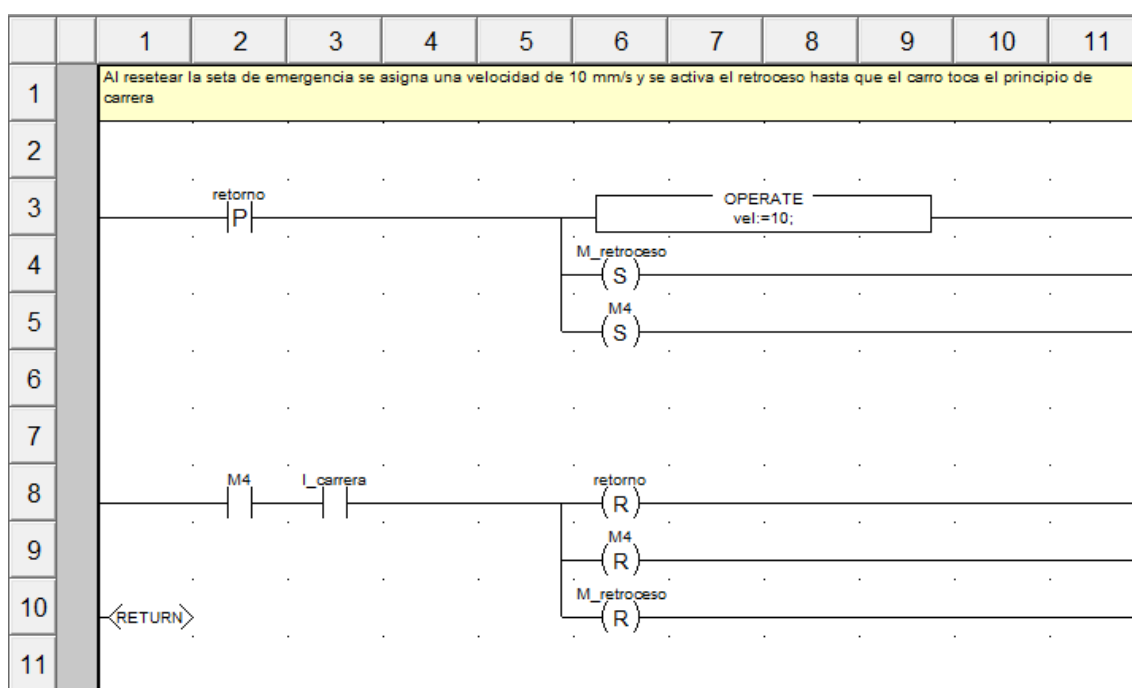 1 2 3 4 5 6 7 8 9 10 11
1
Al resetear la seta de emergencia se asigna una velocidad de 10 mm/s y se activa el retroceso hasta que el carro toca el principio de
carrera
2
retorno
3
P
OPERATE
vel:=10;
M_retroceso
4
S
M4
5
S
6
7
M4 I_carrera retorno
8
R
M4
9
R
M_retroceso
10
RETURN
R
11